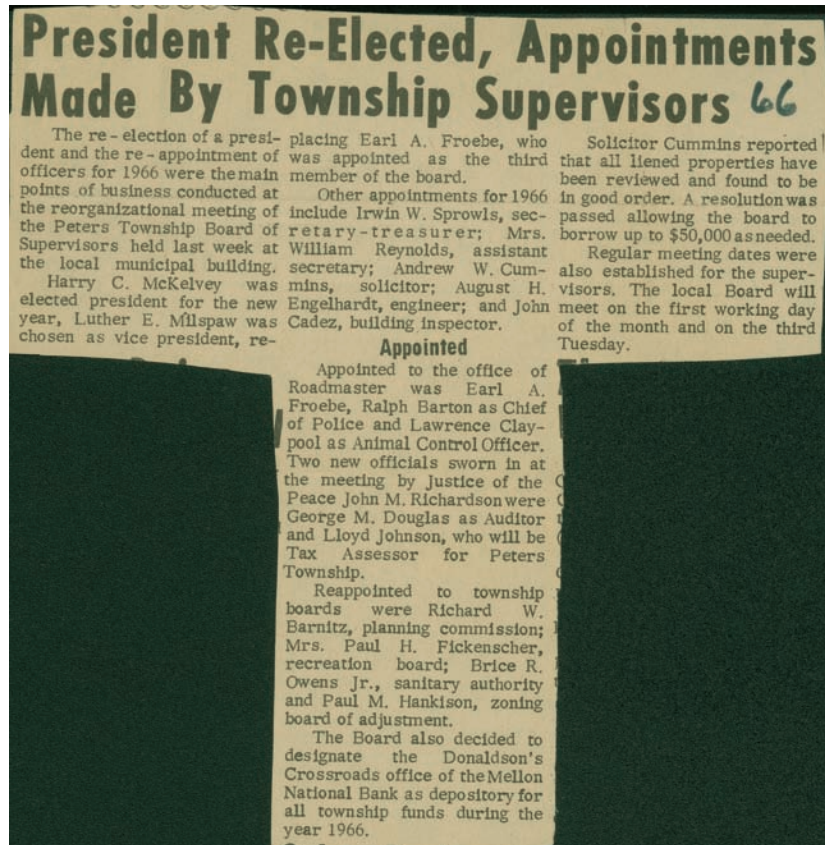 President Re-Elected, Appointments
Made By Township Supervisors 66
The re - election of a presi-
dent and the re - appointment of
officers for 1966 were the main
points of business conducted at
the reorganizational meeting of
the Peters Township Board of
Supervisors held last week at
the local municipal building.
Harry C. McKelvey was
elected president for the new
year, Luther E. Milspaw was
chosen as vice president, re-
placing Earl A. Froebe, who
was appointed as the third
member of the board.
Other appointments for 1966
include Irwin W. Sprowls, sec-
retary-treasurer; Mrs.
William Reynolds, assistant
secretary; Andrew W. Cum-
mins, solicitor; August H.
Engelhardt, engineer; and John
Cadez, building inspector.
Appointed
Appointed to the office of
Roadmaster was Earl A.
Froebe, Ralph Barton as Chief
of Police and Lawrence Clay-
pool as Animal Control Officer.
Two new officials sworn in at
the meeting by Justice of the
Peace John M. Richardson were
George M. Douglas as Auditor
and Lloyd Johnson, who will be
Tax Assessor for Peters
Township.
Reappointed to township
boards were Richard W.
Barnitz, planning commission;
Mrs. Paul H. Fickenscher,
recreation board; Brice R.
Owens Jr., sanitary authority
and Paul M. Hankison, zoning
board of adjustment.
The Board also decided to
designate the Donaldson's
Crossroads office of the Mellon
National Bank as depository for
all township funds during the
year 1966.
Solicitor Cummins reported
that all liened properties have
been reviewed and found to be
in good order. A resolution was
passed allowing the board to
borrow up to $50,000 as needed.
Regular meeting dates were
also established for the super-
visors. The local Board will
meet on the first working day
of the month and on the third
Tuesday.